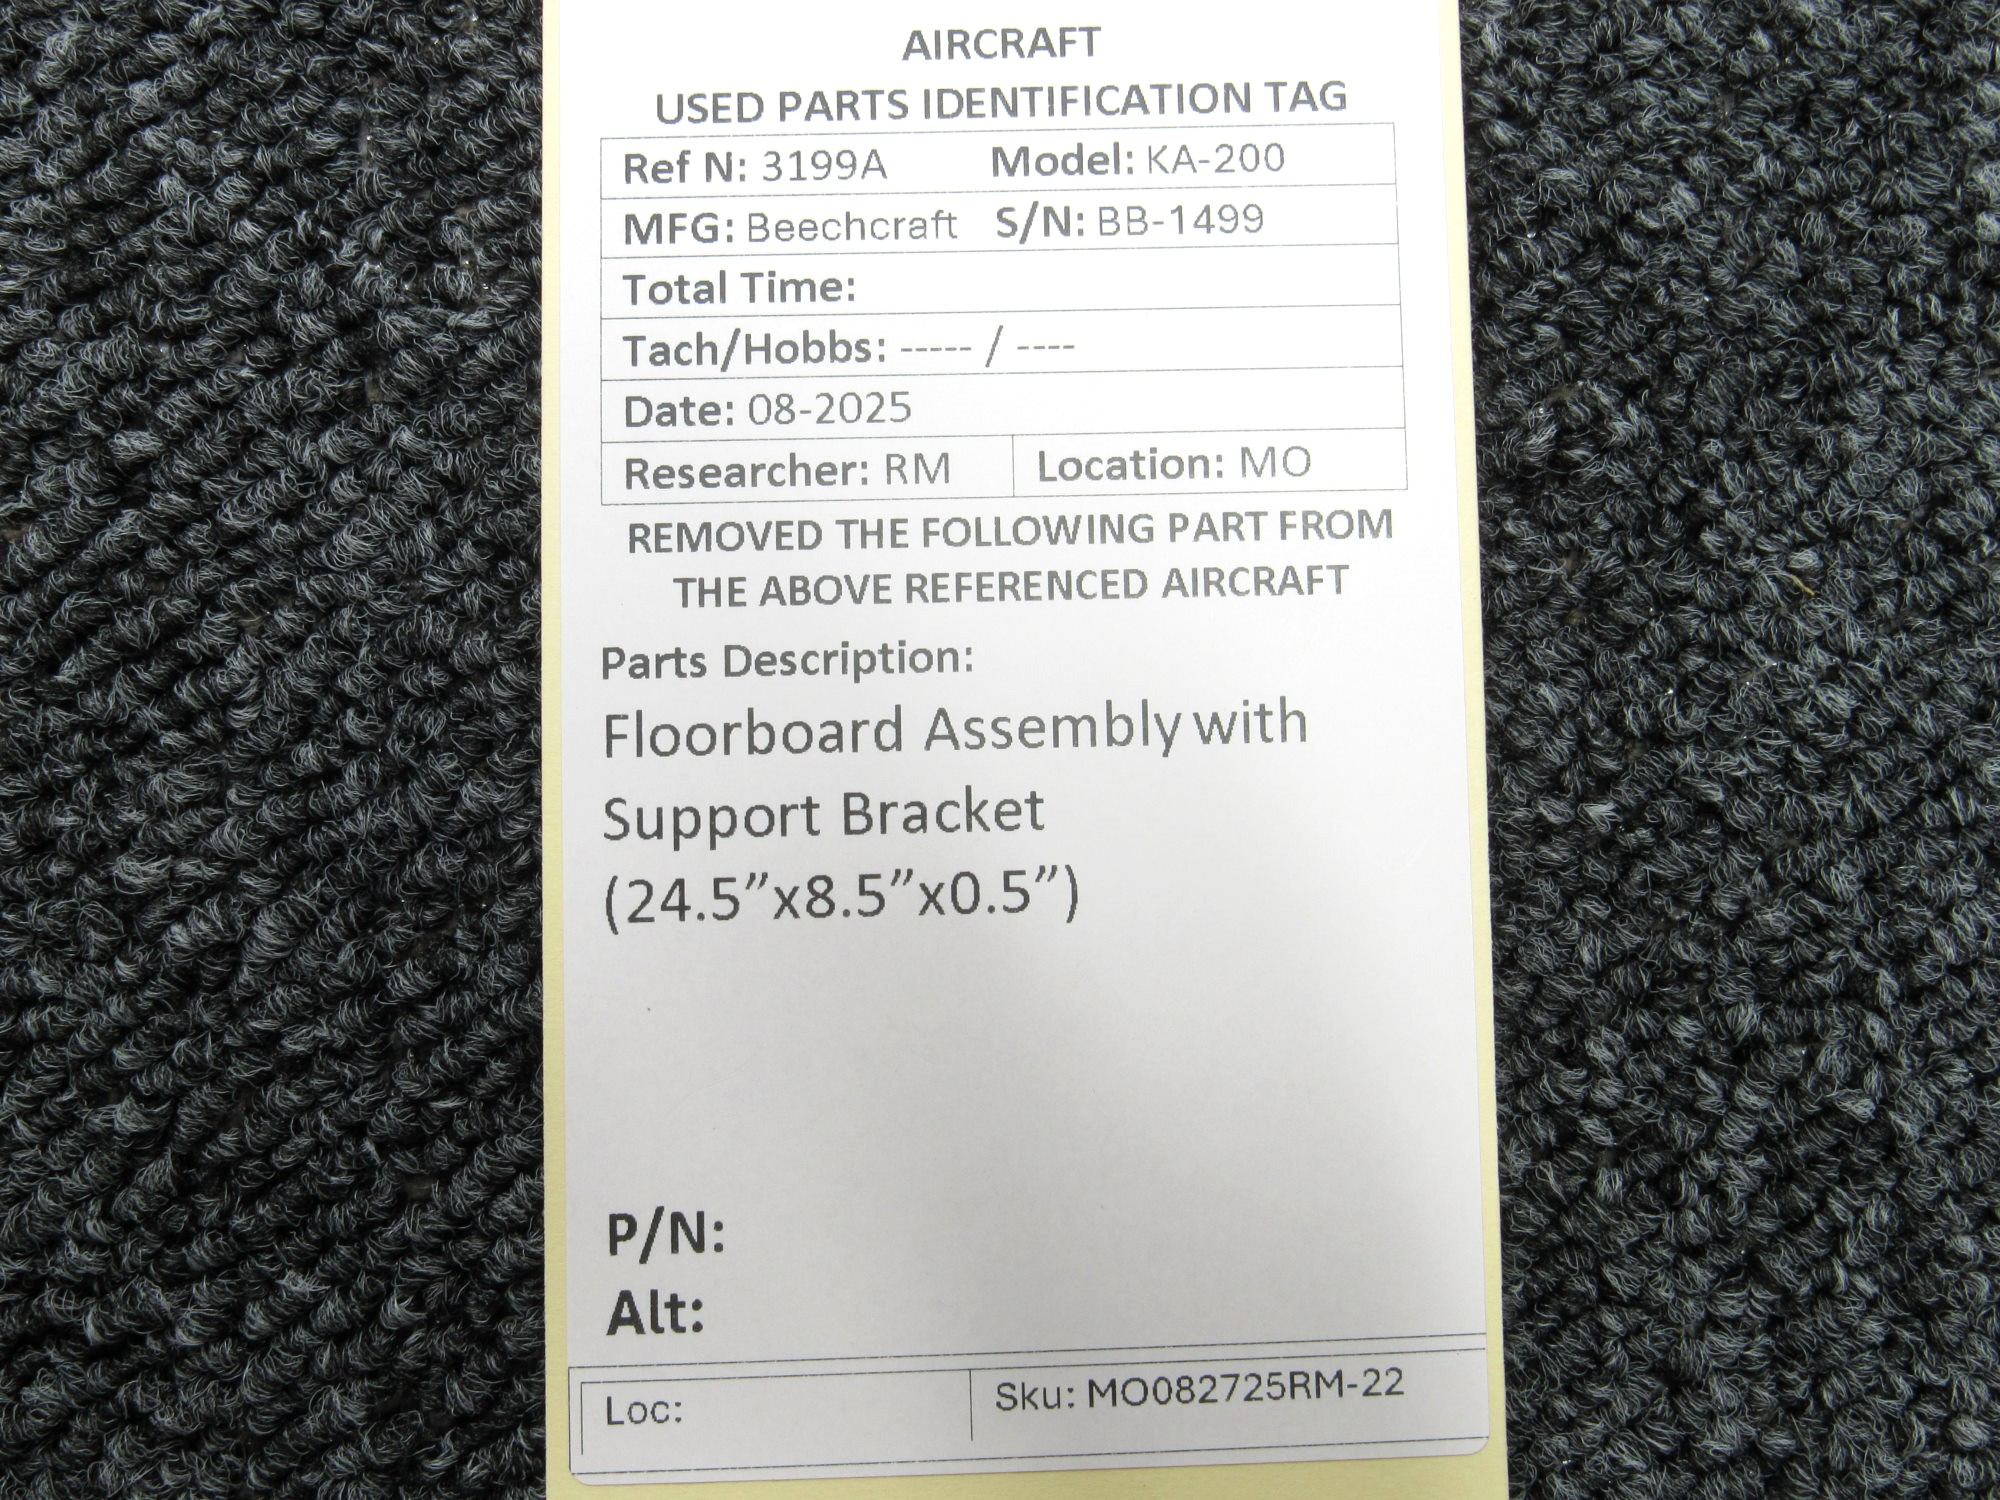 AIRCRAFT
USED PARTS IDENTIFICATION TAG
Ref N: 3199A Model: KA-200
MFG: Beechcraft S/N: BB-1499
Total Time:
Tach/Hobbs: ----- / ----
Date: 08-2025
Researcher: RM Location: MO
REMOVED THE FOLLOWING PART FROM
THE ABOVE REFERENCED AIRCRAFT
Parts Description:
Floorboard Assembly with
Support Bracket
(24.5”x8.5”x0.5”)
P/N:
Alt:
Loc: Sku: MO082725RM-22